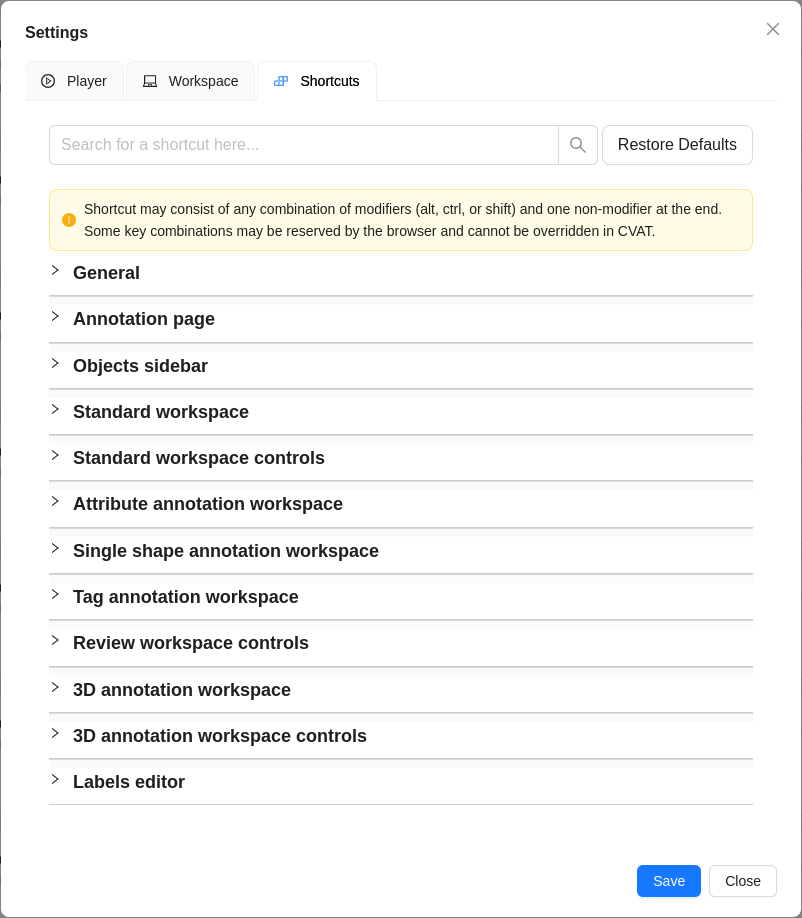 Settings
Player
Workspace
Shortcuts
Search for a shortcut here...
Restore Defaults
Shortcut may consist of any combination of modifiers (alt, ctrl, or shift) and one non-modifier at the end.
Some key combinations may be reserved by the browser and cannot be overridden in CVAT.
General
Annotation page
Objects sidebar
Standard workspace
Standard workspace controls
Attribute annotation workspace
Single shape annotation workspace
Tag annotation workspace
Review workspace controls
3D annotation workspace
3D annotation workspace controls
Labels editor
Save
Close